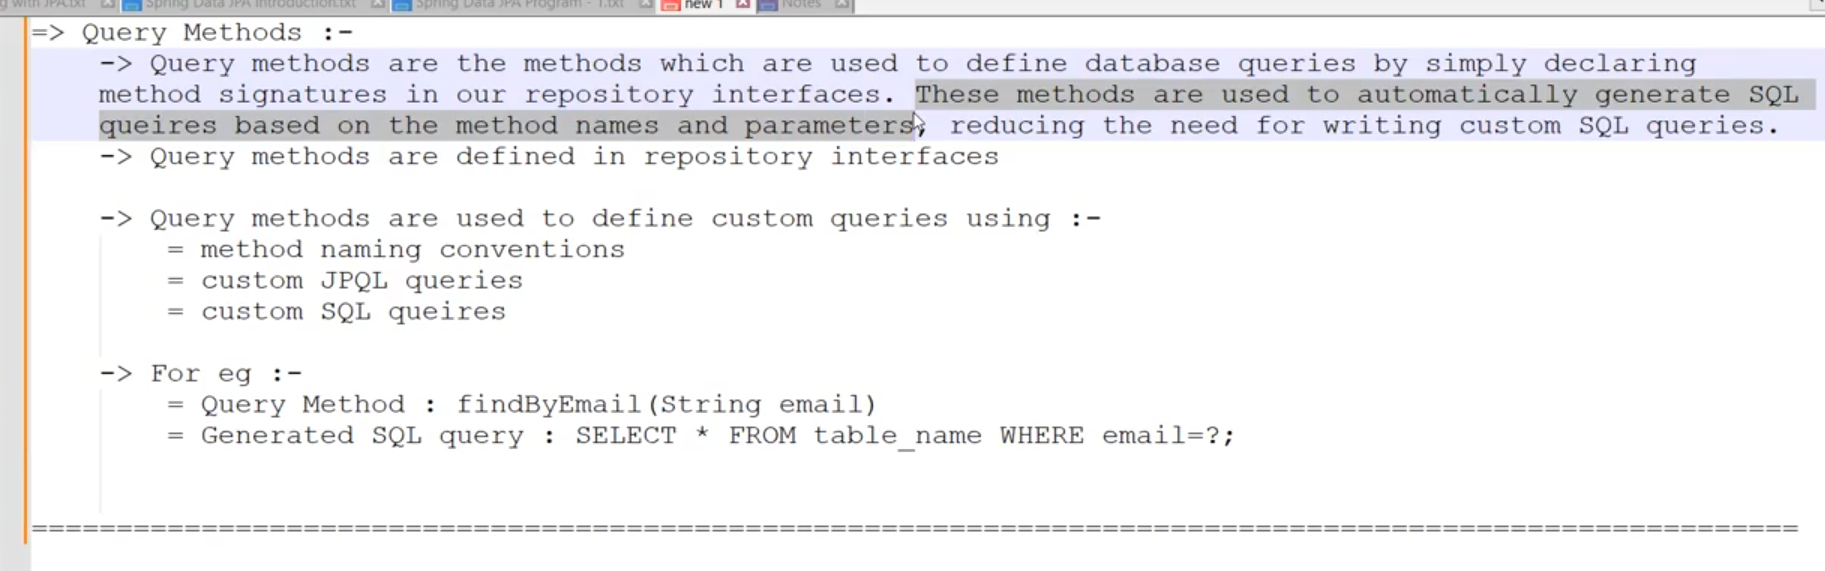 g with JPA.txt Spring Data JPA Introduction.txt Spring Data JPA Program - 1.txt new 1 Notes
=> Query Methods :-
-> Query methods are the methods which are used to define database queries by simply declaring
method signatures in our repository interfaces. These methods are used to automatically generate SQL
queires based on the method names and parameters, reducing the need for writing custom SQL queries.
-> Query methods are defined in repository interfaces
-> Query methods are used to define custom queries using :-
= method naming conventions
= custom JPQL queries
= custom SQL queires
-> For eg :-
= Query Method : findByEmail(String email)
= Generated SQL query : SELECT * FROM table_name WHERE email=?;
========================================================================================================